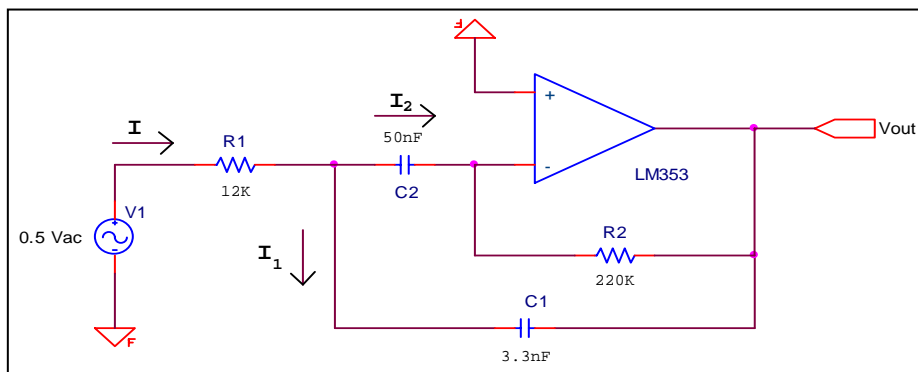 F
+
I₂
I
R1
50nF
Vout
-
12K
C2
LM353
V1
+
0.5 Vac
-
R2
I₁
220K
C1
F
3.3nF